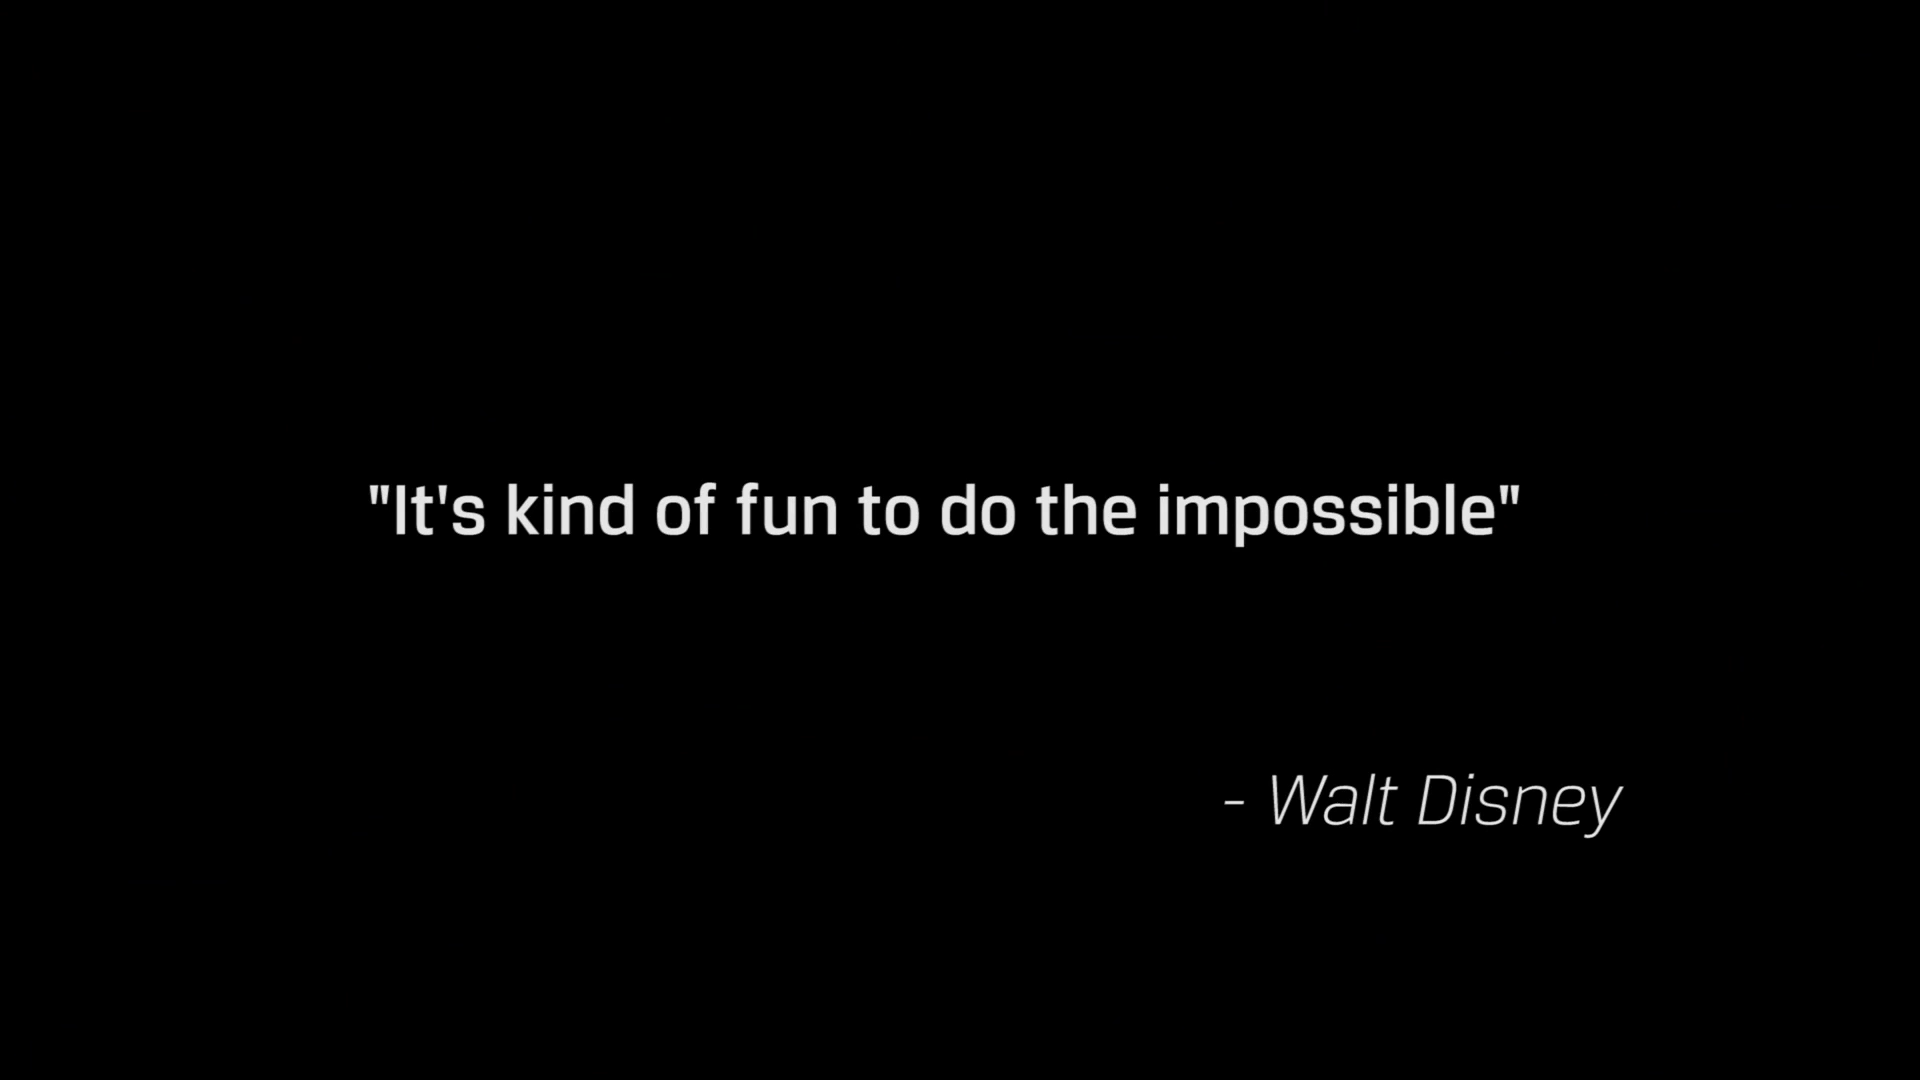 "It's kind of fun to do the impossible"
- Walt Disney